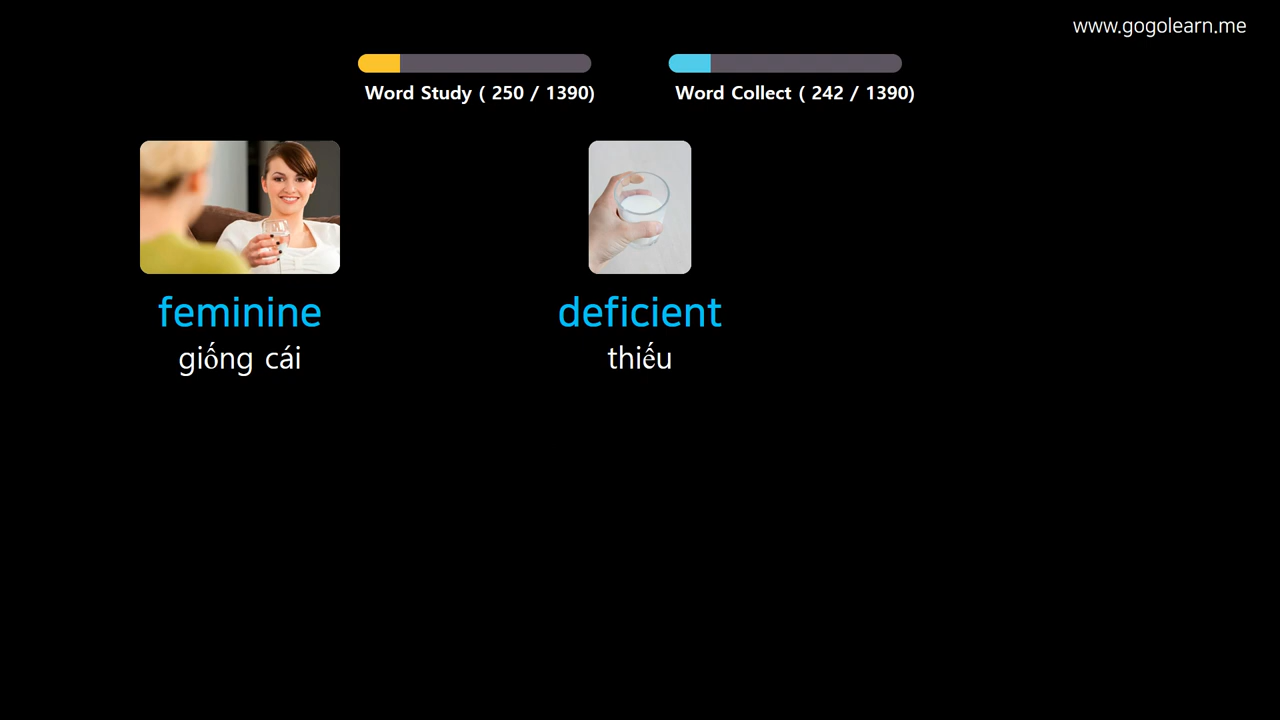 www.gogolearn.me
Word Study ( 250 / 1390)
Word Collect ( 242 / 1390)
feminine
giống cái
deficient
thiếu